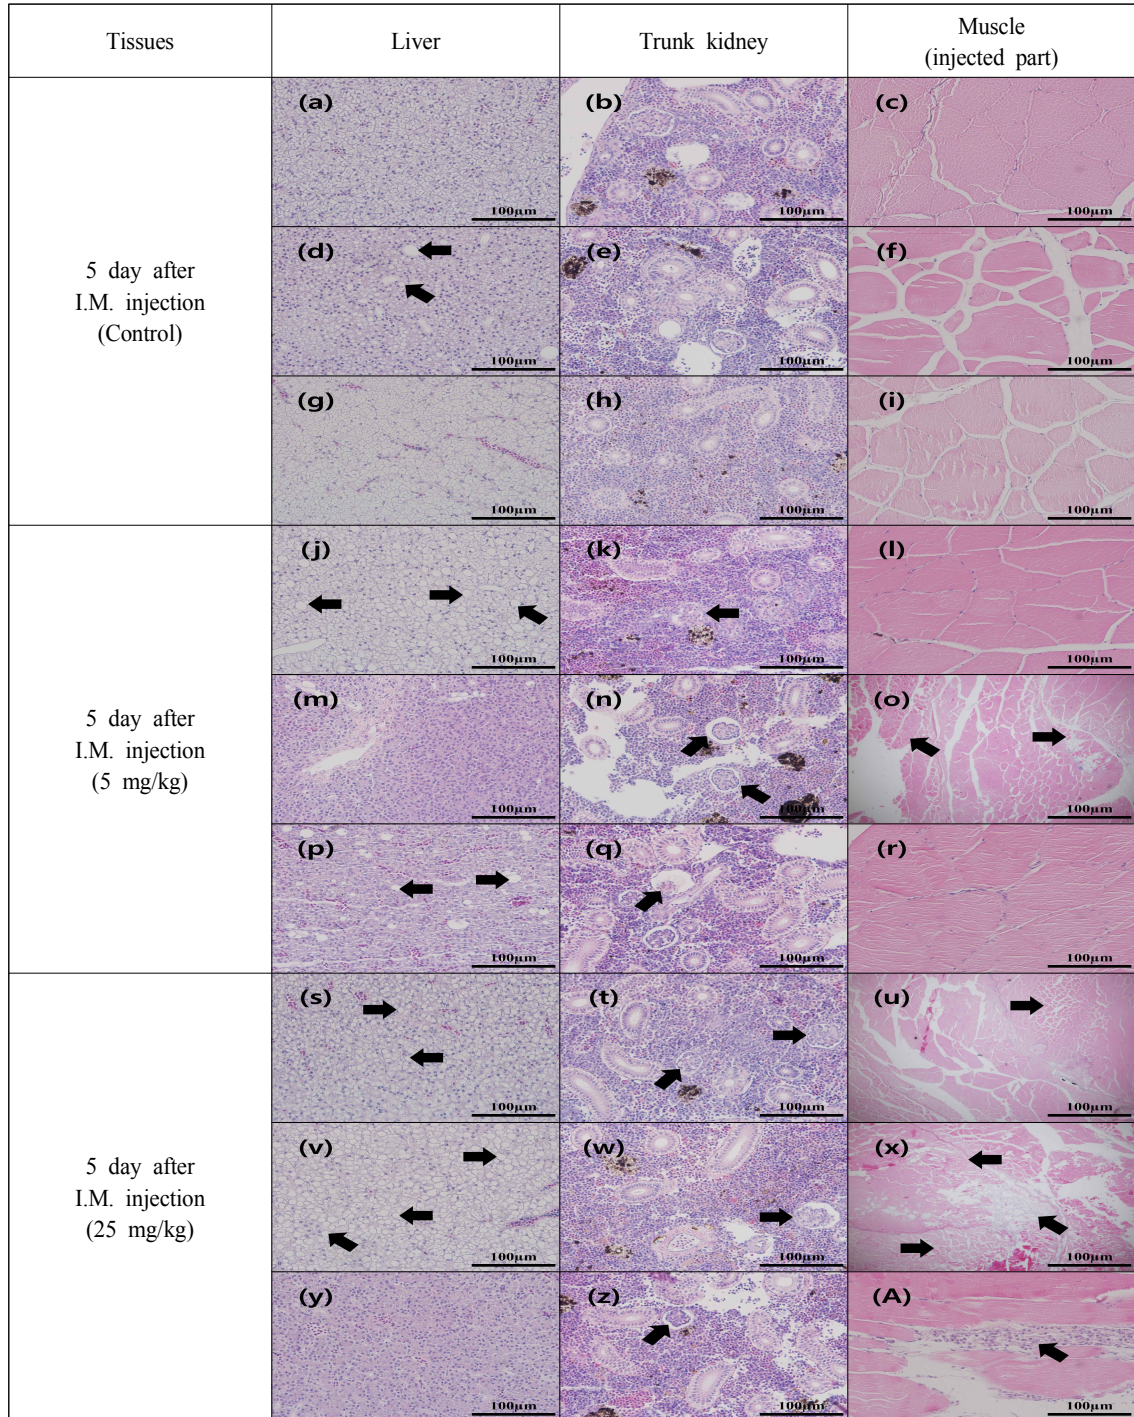 Tissues
Liver
Trunk kidney
Muscle
(injected part)
5 day after
I.M. injection
(Control)
(a)
100μm
(b)
100μm
(c)
100μm
(d)
100μm
(e)
100μm
(f)
100μm
(g)
100μm
(h)
100μm
(i)
100μm
5 day after
I.M. injection
(5 mg/kg)
(j)
100μm
(k)
100μm
(l)
100μm
(m)
100μm
(n)
100μm
(o)
100μm
(p)
100μm
(q)
100μm
(r)
100μm
5 day after
I.M. injection
(25 mg/kg)
(s)
100μm
(t)
100μm
(u)
100μm
(v)
100μm
(w)
100μm
(x)
100μm
(y)
100μm
(z)
100μm
(A)
100μm